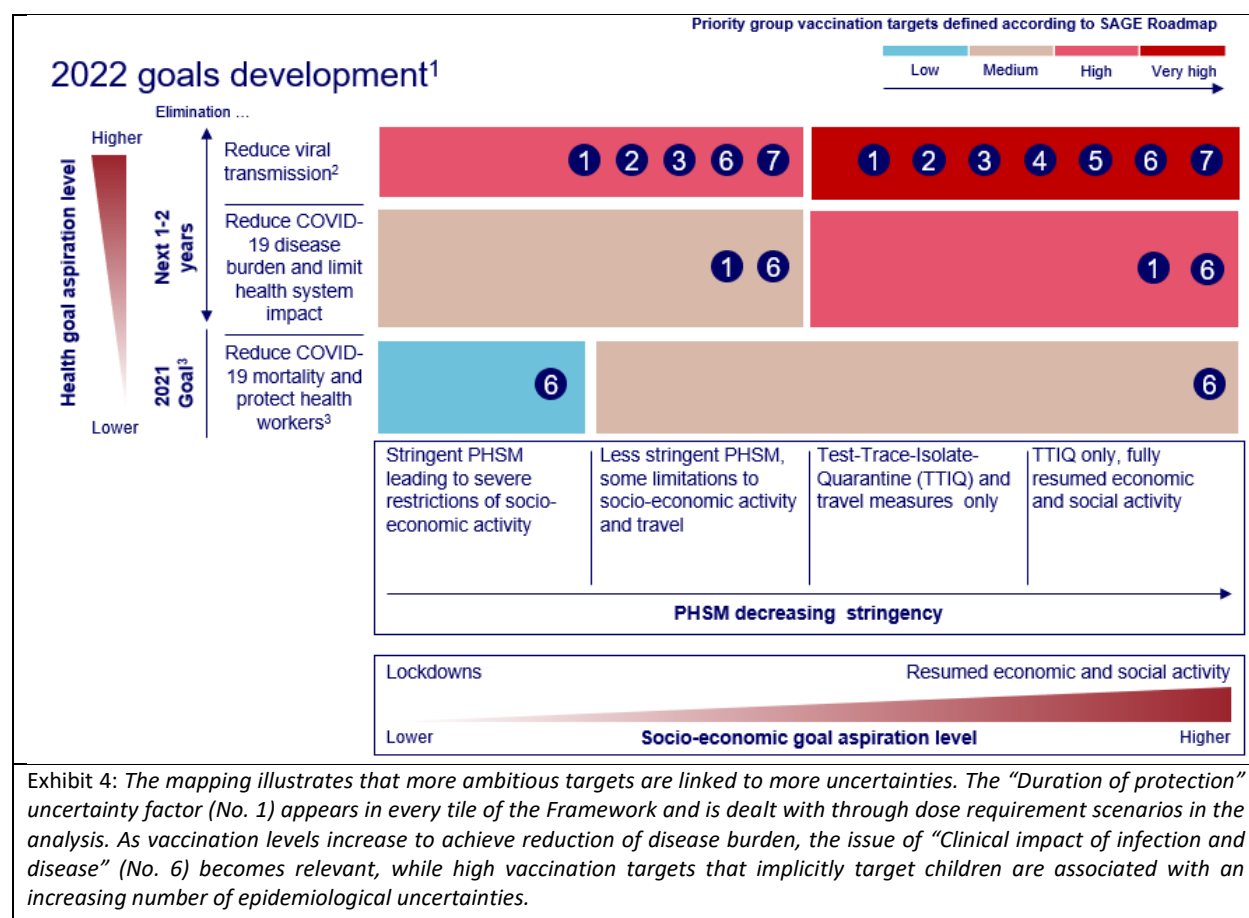 Priority group vaccination targets defined according to SAGE Roadmap
Low Medium High Very high
2022 goals development1
Elimination ...
Higher
Health goal aspiration level
Lower
Next 1-2
years
2021
Goal3
Reduce viral
transmission2
1 2 3 6 7 1 2 3 4 5 6 7
Reduce COVID-
19 disease
burden and limit
health system
impact
1 6 1 6
Reduce COVID-
19 mortality and
protect health
workers3
6 6
Stringent PHSM
leading to severe
restrictions of socio-
economic activity
Less stringent PHSM,
some limitations to
socio-economic activity
and travel
Test-Trace-Isolate-
Quarantine (TTIQ) and
travel measures only
TTIQ only, fully
resumed economic
and social activity
PHSM decreasing stringency
Lockdowns Resumed economic and social activity
Lower Socio-economic goal aspiration level Higher
Exhibit 4: The mapping illustrates that more ambitious targets are linked to more uncertainties. The “Duration of protection”
uncertainty factor (No. 1) appears in every tile of the Framework and is dealt with through dose requirement scenarios in the
analysis. As vaccination levels increase to achieve reduction of disease burden, the issue of “Clinical impact of infection and
disease” (No. 6) becomes relevant, while high vaccination targets that implicitly target children are associated with an
increasing number of epidemiological uncertainties.